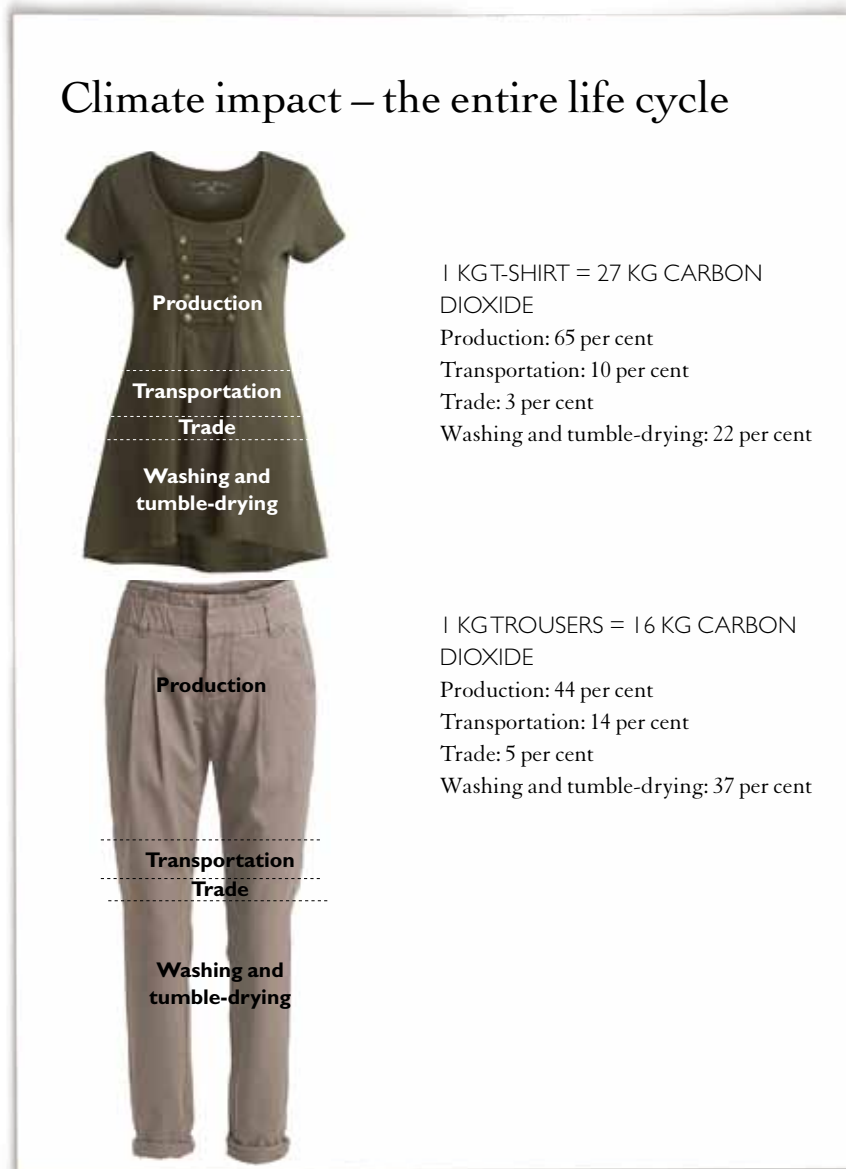 Climate impact – the entire life cycle
Production
Transportation
Trade
Washing and
tumble-drying
1 KG T-SHIRT = 27 KG CARBON
DIOXIDE
Production: 65 per cent
Transportation: 10 per cent
Trade: 3 per cent
Washing and tumble-drying: 22 per cent
Production
Transportation
Trade
Washing and
tumble-drying
1 KG TROUSERS = 16 KG CARBON
DIOXIDE
Production: 44 per cent
Transportation: 14 per cent
Trade: 5 per cent
Washing and tumble-drying: 37 per cent